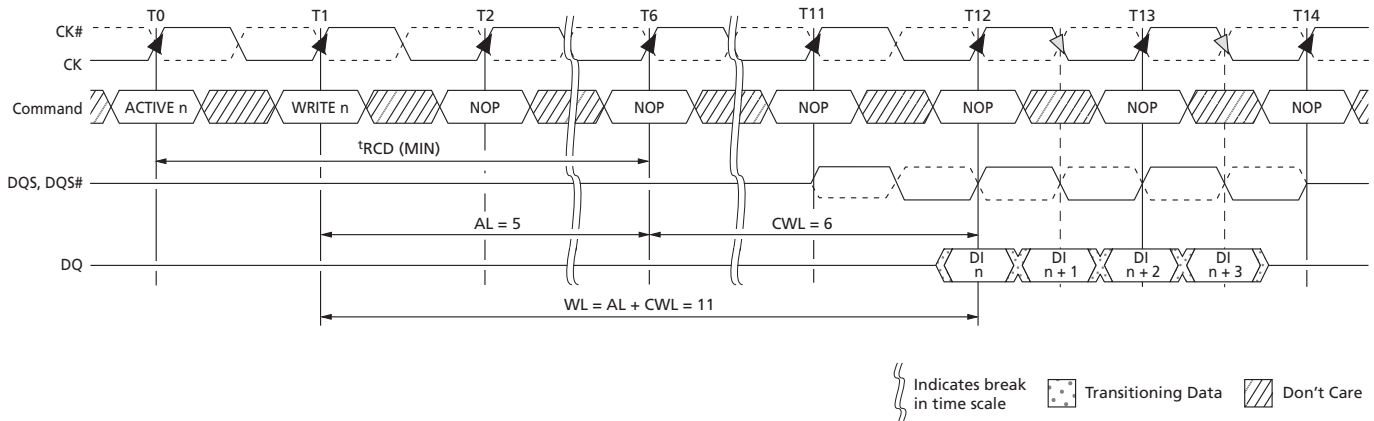 T0 T1 T2 T6 T11 T12 T13 T14
CK#
CK
Command ACTIVE n WRITE n NOP NOP NOP NOP NOP NOP
tRCD (MIN)
DQS, DQS#
AL = 5 CWL = 6
DQ DI n DI n + 1 DI n + 2 DI n + 3
WL = AL + CWL = 11
Indicates break in time scale
Transitioning Data
Don't Care